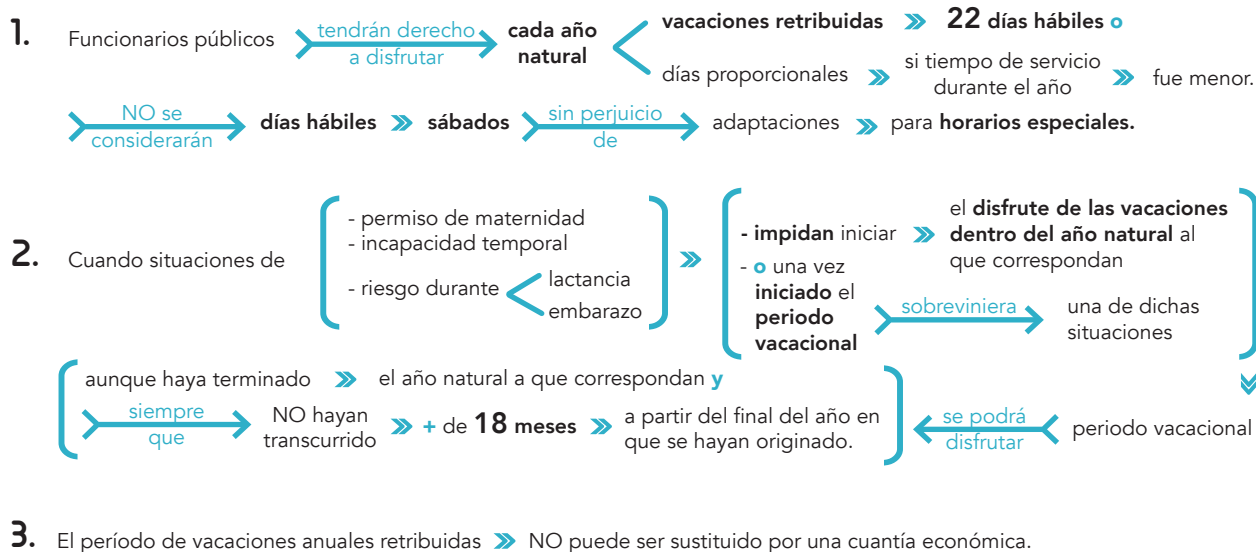 1. Funcionarios públicos tendrán derecho a disfrutar cada año natural
vacaciones retribuidas » 22 días hábiles o
días proporcionales » si tiempo de servicio durante el año » fue menor.
NO se considerarán días hábiles » sábados sin perjuicio de adaptaciones » para horarios especiales.
2. Cuando situaciones de
- permiso de maternidad
- incapacidad temporal
- riesgo durante
lactancia
embarazo
»
- impidan iniciar » el disfrute de las vacaciones dentro del año natural al que correspondan
- o una vez iniciado el periodo vacacional sobreviniera una de dichas situaciones
»
periodo vacacional
se podrá disfrutar
aunque haya terminado » el año natural a que correspondan y
siempre que NO hayan transcurrido » + de 18 meses » a partir del final del año en que se hayan originado.
3. El período de vacaciones anuales retribuidas » NO puede ser sustituido por una cuantía económica.